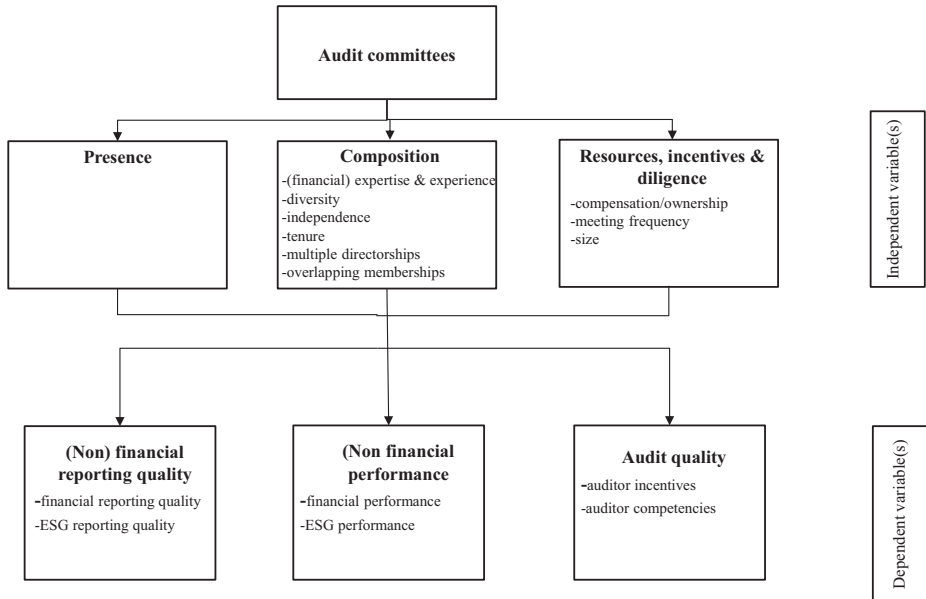 Audit committees
Presence
Composition
-(financial) expertise & experience
-diversity
-independence
-tenure
-multiple directorships
-overlapping memberships
Resources, incentives &
diligence
-compensation/ownership
-meeting frequency
-size
Independent variable(s)
(Non) financial
reporting quality
-financial reporting quality
-ESG reporting quality
(Non financial
performance
-financial performance
-ESG performance
Audit quality
-auditor incentives
-auditor competencies
Dependent variable(s)